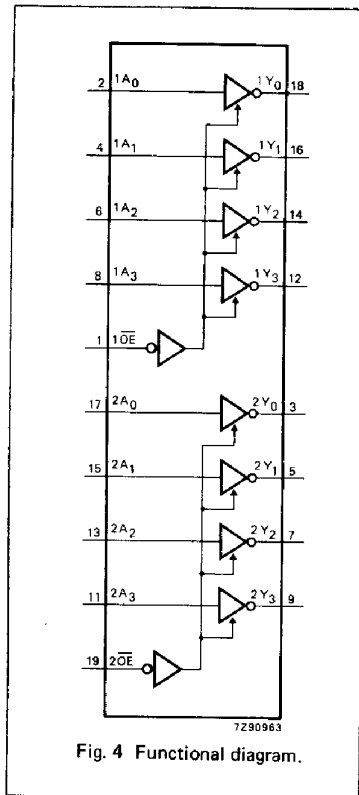 2 1A0 1Y0 18
4 1A1 1Y1 16
6 1A2 1Y2 14
8 1A3 1Y3 12
1 1O̅E̅
17 2A0 2Y0 3
15 2A1 2Y1 5
13 2A2 2Y2 7
11 2A3 2Y3 9
19 2O̅E̅
7Z90963
Fig. 4 Functional diagram.